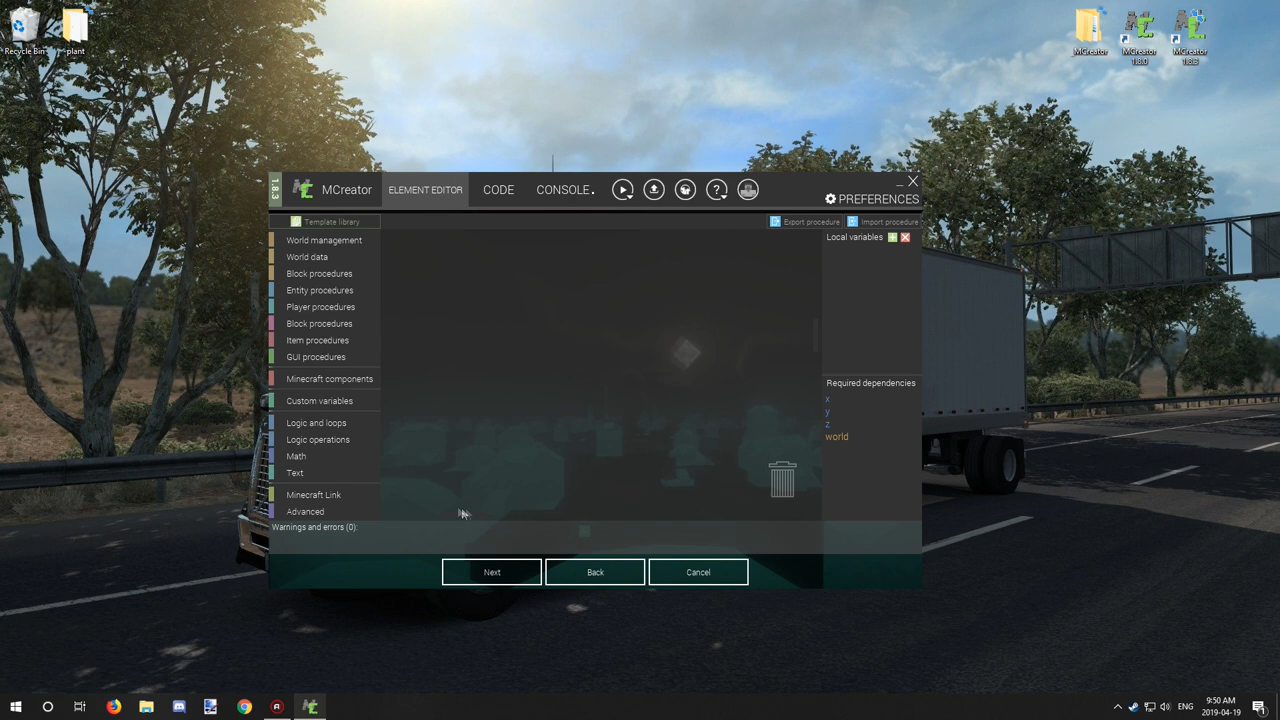 Recycle Bin
plant
MCreator
MCreator 1.8.0
MCreator 1.8.3
1.8.3
MCreator
ELEMENT EDITOR
CODE
CONSOLE.
PREFERENCES
Template library
Export procedure
Import procedure
World management
World data
Block procedures
Entity procedures
Player procedures
Block procedures
Item procedures
GUI procedures
Minecraft components
Custom variables
Logic and loops
Logic operations
Math
Text
Minecraft Link
Advanced
Local variables
Required dependencies
x
y
z
world
Warnings and errors (0):
Next
Back
Cancel
ENG
9:50 AM
2019-04-19
1